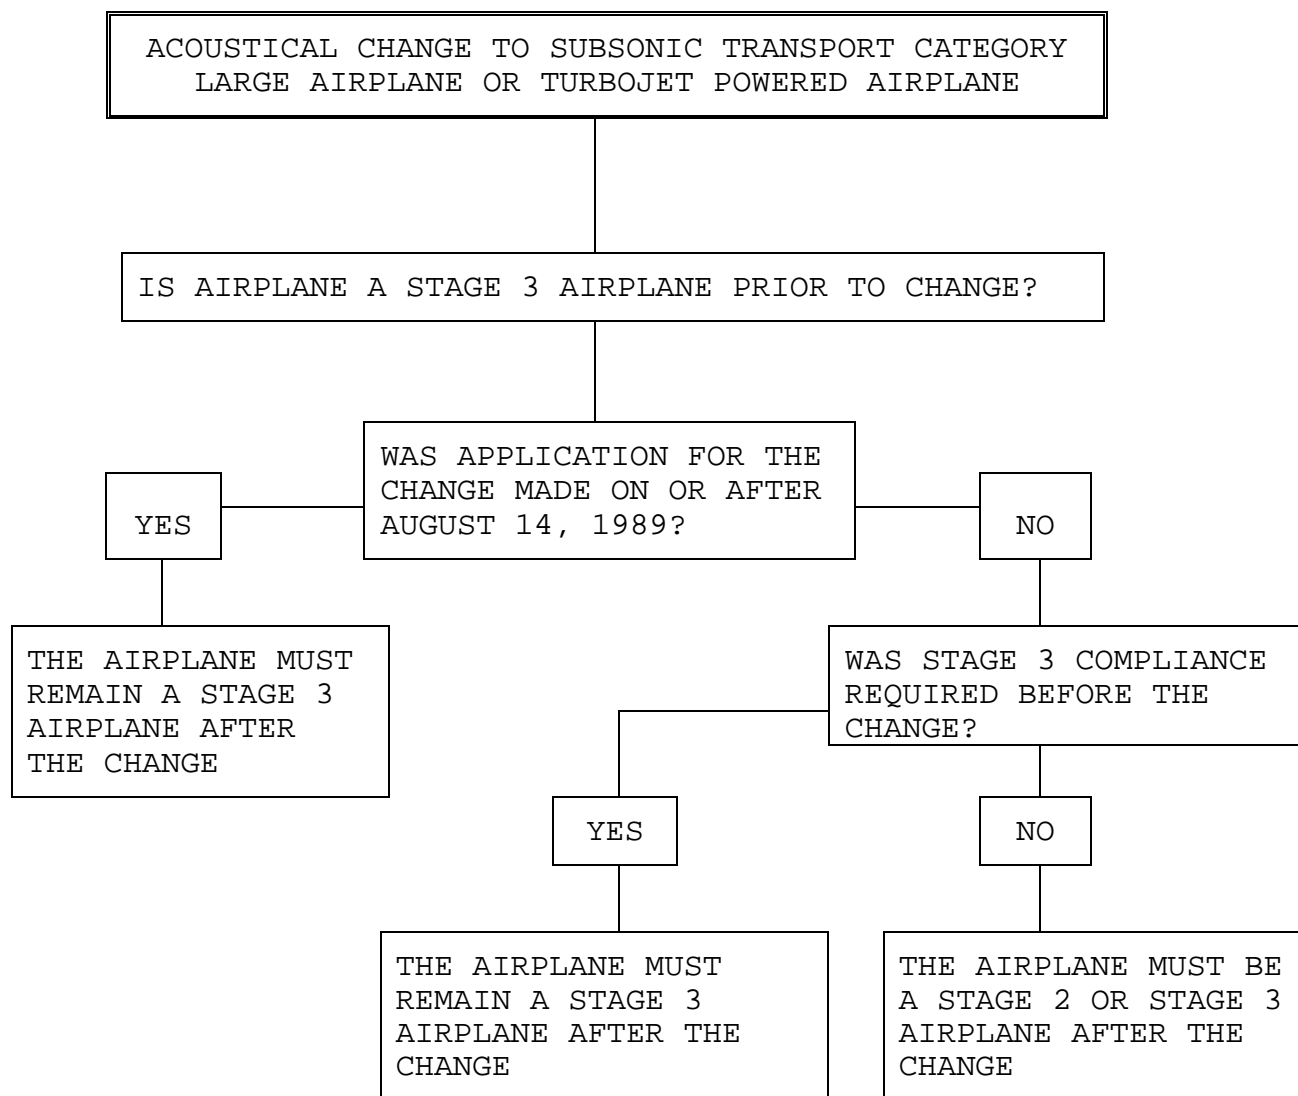 ACOUSTICAL CHANGE TO SUBSONIC TRANSPORT CATEGORY
LARGE AIRPLANE OR TURBOJET POWERED AIRPLANE
IS AIRPLANE A STAGE 3 AIRPLANE PRIOR TO CHANGE?
WAS APPLICATION FOR THE
CHANGE MADE ON OR AFTER
AUGUST 14, 1989?
YES
NO
THE AIRPLANE MUST
REMAIN A STAGE 3
AIRPLANE AFTER
THE CHANGE
WAS STAGE 3 COMPLIANCE
REQUIRED BEFORE THE
CHANGE?
YES
NO
THE AIRPLANE MUST
REMAIN A STAGE 3
AIRPLANE AFTER THE
CHANGE
THE AIRPLANE MUST BE
A STAGE 2 OR STAGE 3
AIRPLANE AFTER THE
CHANGE